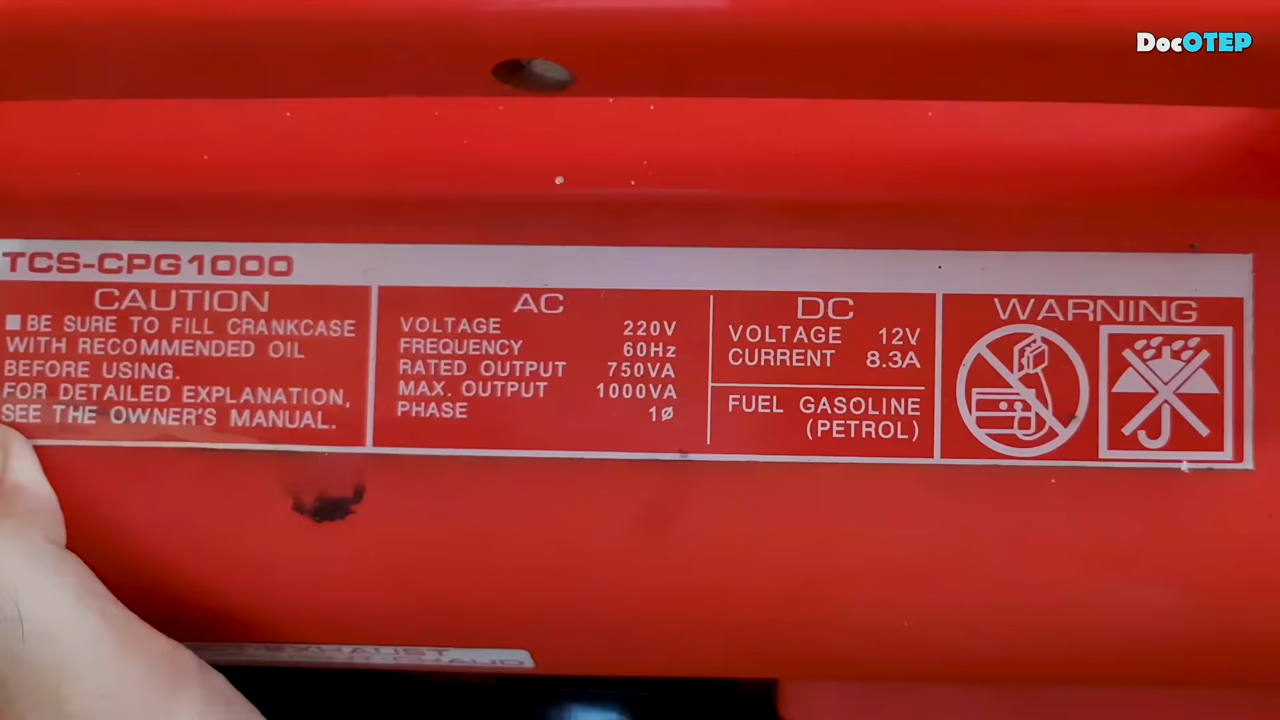 DocOTEP
TCS-CPG1000
CAUTION
BE SURE TO FILL CRANKCASE
WITH RECOMMENDED OIL
BEFORE USING.
FOR DETAILED EXPLANATION,
SEE THE OWNER'S MANUAL.
AC
VOLTAGE 220V
FREQUENCY 60Hz
RATED OUTPUT 750VA
MAX. OUTPUT 1000VA
PHASE 1ø
DC
VOLTAGE 12V
CURRENT 8.3A
FUEL GASOLINE
(PETROL)
WARNING
EXHAUST
CHAUD